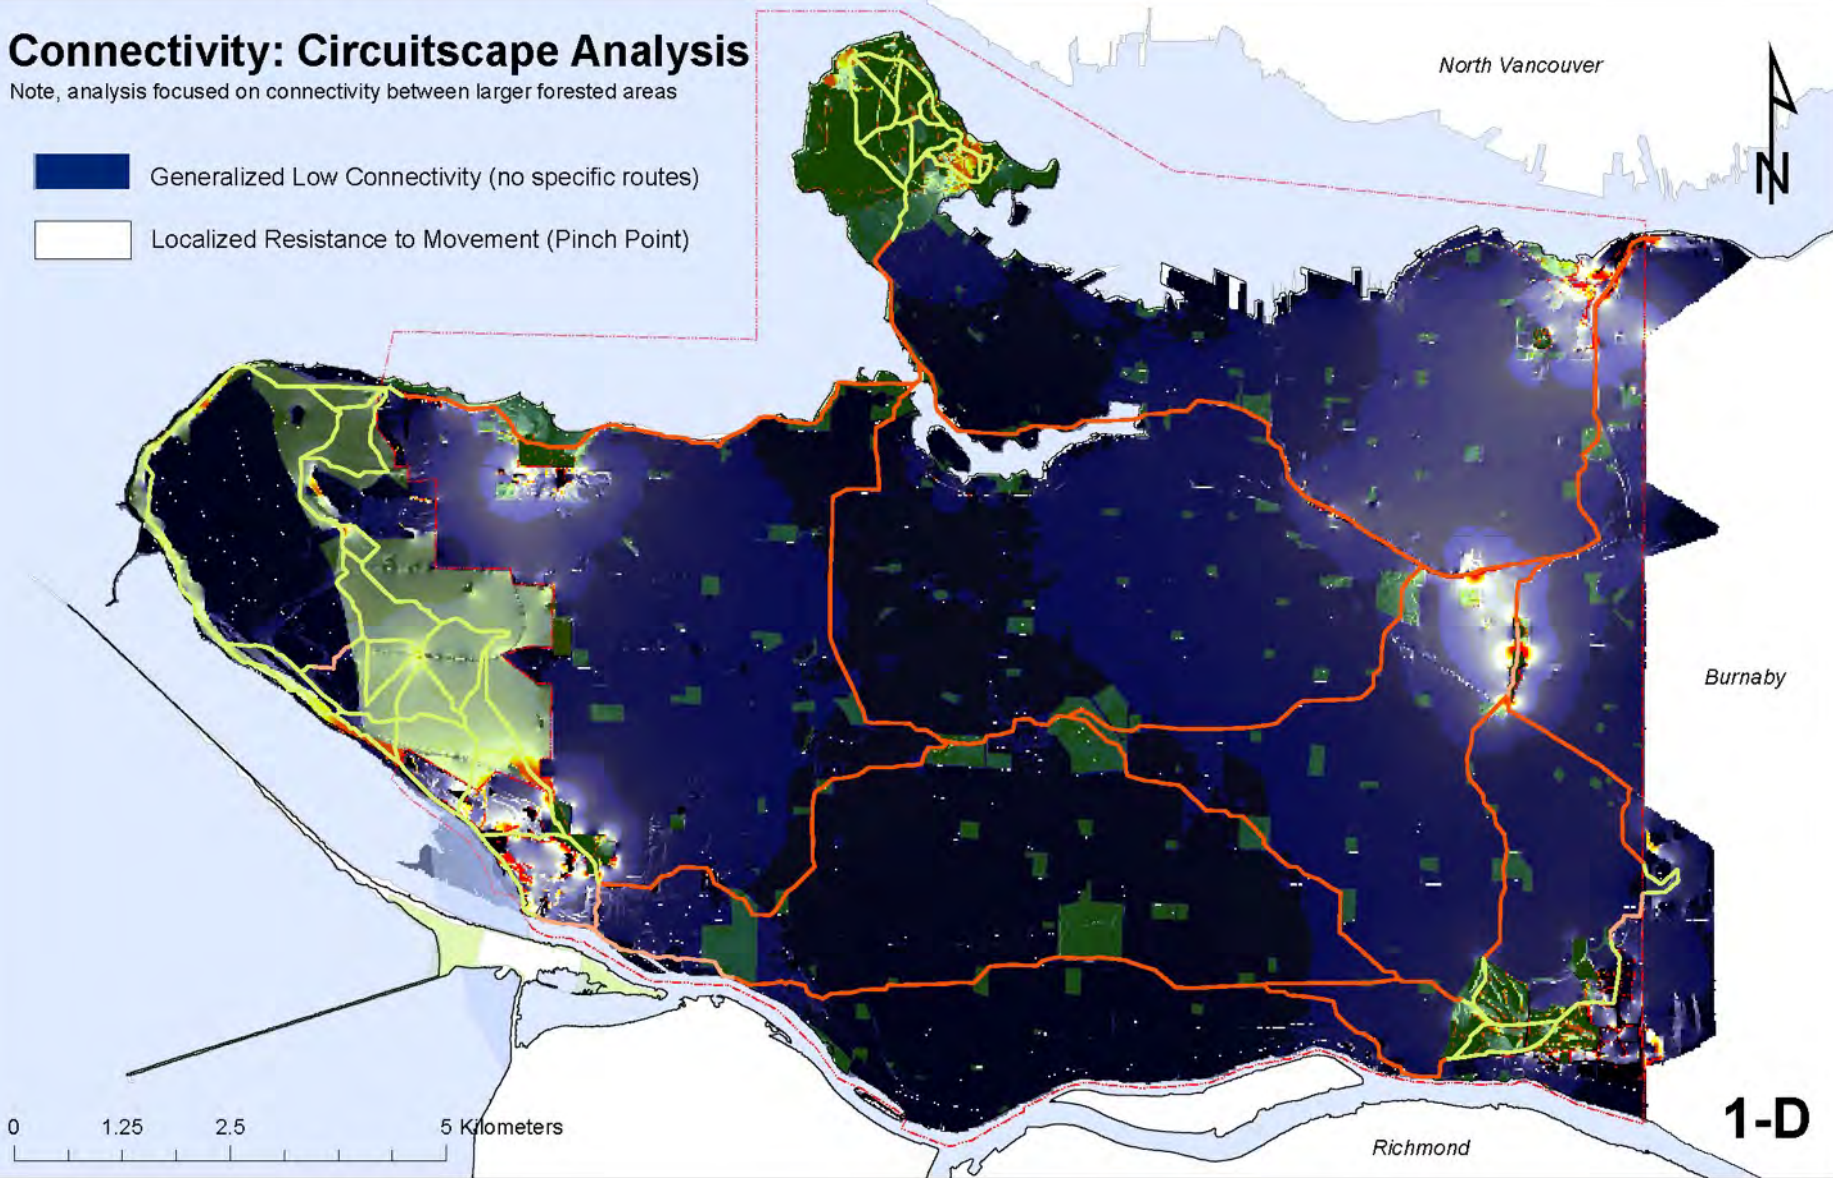 Connectivity: Circuitscape Analysis
Note, analysis focused on connectivity between larger forested areas
Generalized Low Connectivity (no specific routes)
Localized Resistance to Movement (Pinch Point)
North Vancouver
N
Burnaby
0 1.25 2.5 5 Kilometers
1-D
Richmond